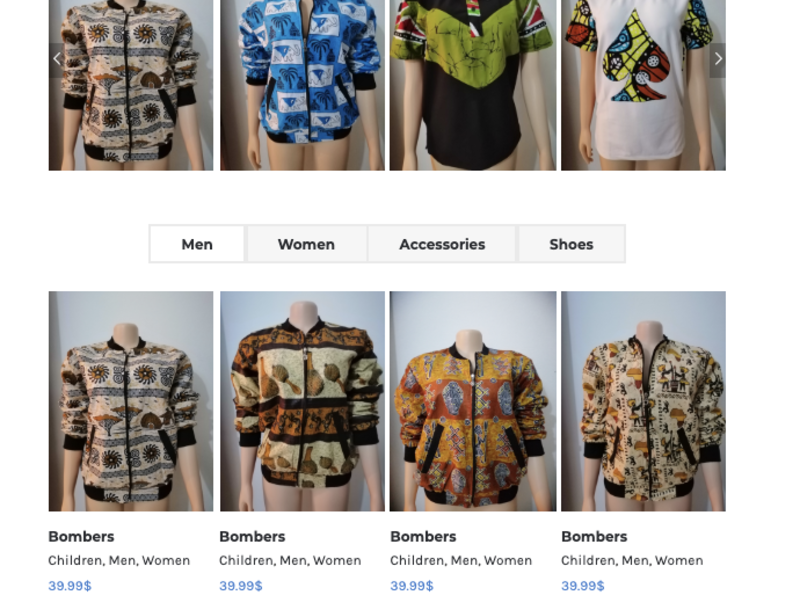 Men
Women
Accessories
Shoes
Bombers
Children, Men, Women
39.99$
Bombers
Children, Men, Women
39.99$
Bombers
Children, Men, Women
39.99$
Bombers
Children, Men, Women
39.99$